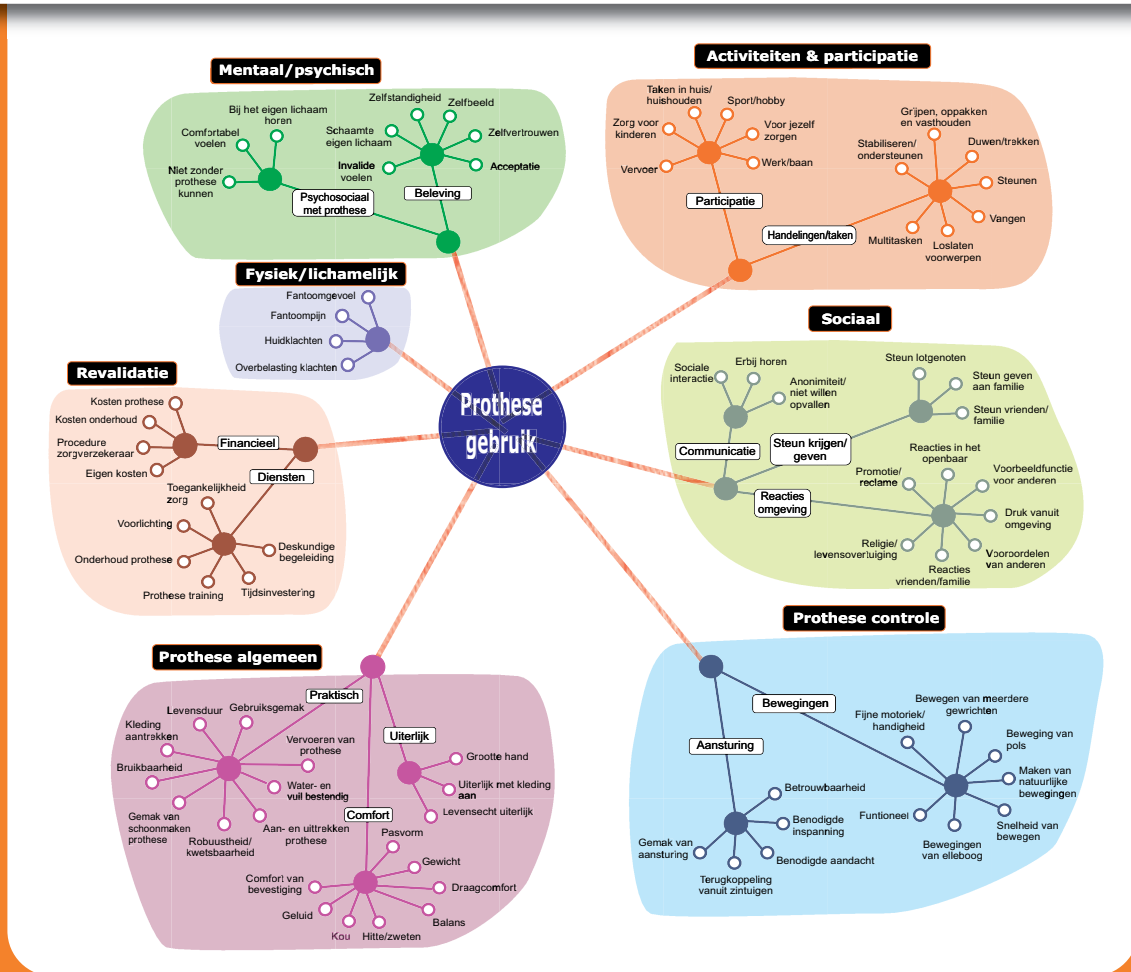 Mentaal/psychisch
Bij het eigen lichaam
horen
Comfortabel
voelen
Niet zonder
prothese
kunnen
Psychosociaal
met prothese
Zelfstandigheid
Zelfbeeld
Schaamte
eigen lichaam
Zelfvertrouwen
Invalide
voelen
Acceptatie
Beleving
Activiteiten & participatie
Taken in huis/
huishouden
Sport/hobby
Zorg voor
kinderen
Voor jezelf
zorgen
Vervoer
Werk/baan
Participatie
Grijpen, oppakken
en vasthouden
Stabiliseren/
ondersteunen
Duwen/trekken
Steunen
Vangen
Multitasken
Loslaten
voorwerpen
Handelingen/taken
Fysiek/lichamelijk
Fantoomgevoel
Fantoompijn
Huidklachten
Overbelasting klachten
Sociaal
Sociale
interactie
Erbij horen
Anonimiteit/
niet willen
opvallen
Communicatie
Steun lotgenoten
Steun geven
aan familie
Steun vrienden/
familie
Steun krijgen/
geven
Reacties in het
openbaar
Promotie/
reclame
Voorbeeldfunctie
voor anderen
Druk vanuit
omgeving
Religie/
levensovertuiging
Reacties
vrienden/familie
Voorsoordelen
van anderen
Reacties
omgeving
Revalidatie
Kosten prothese
Kosten onderhoud
Procedure
zorgverzekeraar
Eigen kosten
Financieel
Diensten
Toegankelijkheid
zorg
Voorlichting
Onderhoud prothese
Deskundige
begeleiding
Prothese training
Tijdsinvestering
Prothese
gebruik
Prothese algemeen
Praktisch
Levensduur
Gebruiksgemak
Kleding
aantrekken
Vervoeren van
prothese
Bruikbaarheid
Water- en
vuil bestendig
Gemak van
schoonmaken
prothese
Robuustheid/
kwetsbaarheid
Aan- en uittrekken
prothese
Uiterlijk
Grootte hand
Uiterlijk met kleding
aan
Levensecht uiterlijk
Comfort
Pasvorm
Gewicht
Comfort van
bevestiging
Draagcomfort
Geluid
Balans
Kou
Hitte/zweten
Prothese controle
Bewegingen
Aansturing
Betrouwbaarheid
Benodigde
inspanning
Gemak van
aansturing
Benodigde aandacht
Terugkoppeling
vanuit zintuigen
Bewegen van meerdere
gewrichten
Fijne motoriek/
handigheid
Beweging van
pols
Maken van
natuurlijke
bewegingen
Funtioneel
Snelheid van
bewegen
Bewegingen
van elleboog